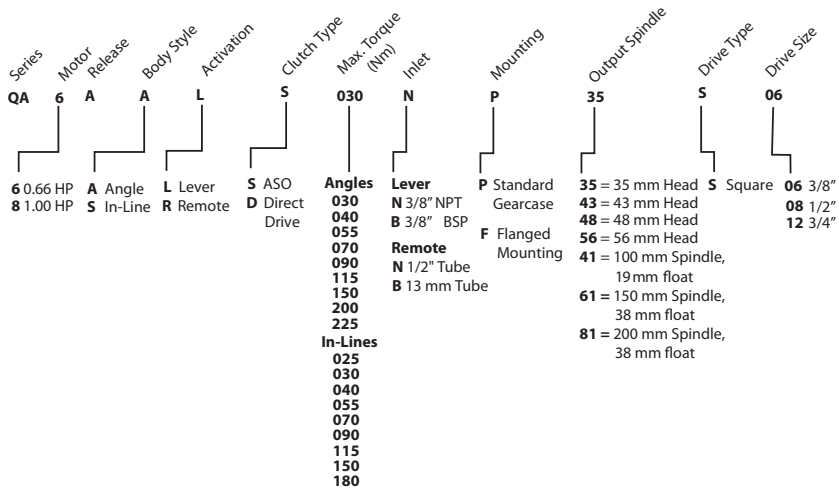 Series
Motor
Release
Body Style
Activation
Clutch Type
Max. Torque
(Nm)
Inlet
Mounting
Output Spindle
Drive Type
Drive Size
QA 6 A A L S 030 N P 35 S 06
6 0.66 HP
8 1.00 HP
A Angle
S In-Line
L Lever
R Remote
S ASO
D Direct
Drive
Angles
030
040
055
070
090
115
150
200
225
In-Lines
025
030
040
055
070
090
115
150
180
Lever
N 3/8" NPT
B 3/8" BSP
Remote
N 1/2" Tube
B 13 mm Tube
P Standard
Gearcase
F Flanged
Mounting
35 = 35 mm Head
43 = 43 mm Head
48 = 48 mm Head
56 = 56 mm Head
41 = 100 mm Spindle,
19 mm float
61 = 150 mm Spindle,
38 mm float
81 = 200 mm Spindle,
38 mm float
S Square
06 3/8"
08 1/2"
12 3/4"